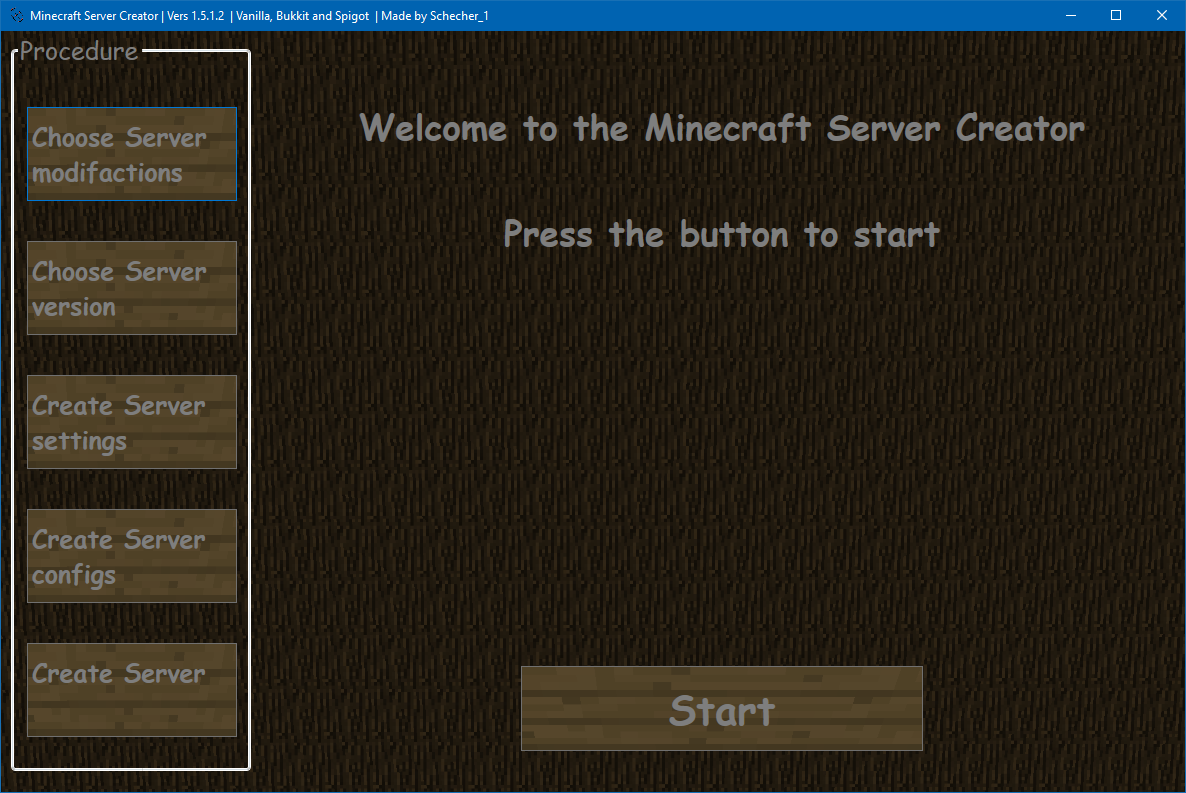 Minecraft Server Creator | Vers 1.5.1.2 | Vanilla, Bukkit and Spigot | Made by Schecher_1
Procedure
Choose Server
modifactions
Choose Server
version
Create Server
settings
Create Server
configs
Create Server
Welcome to the Minecraft Server Creator
Press the button to start
Start